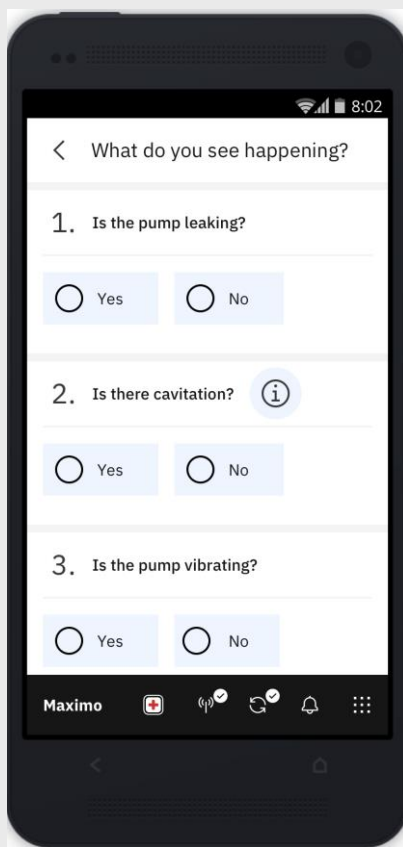 8:02
What do you see happening?
1. Is the pump leaking?
Yes No
2. Is there cavitation?
Yes No
3. Is the pump vibrating?
Yes No
Maximo